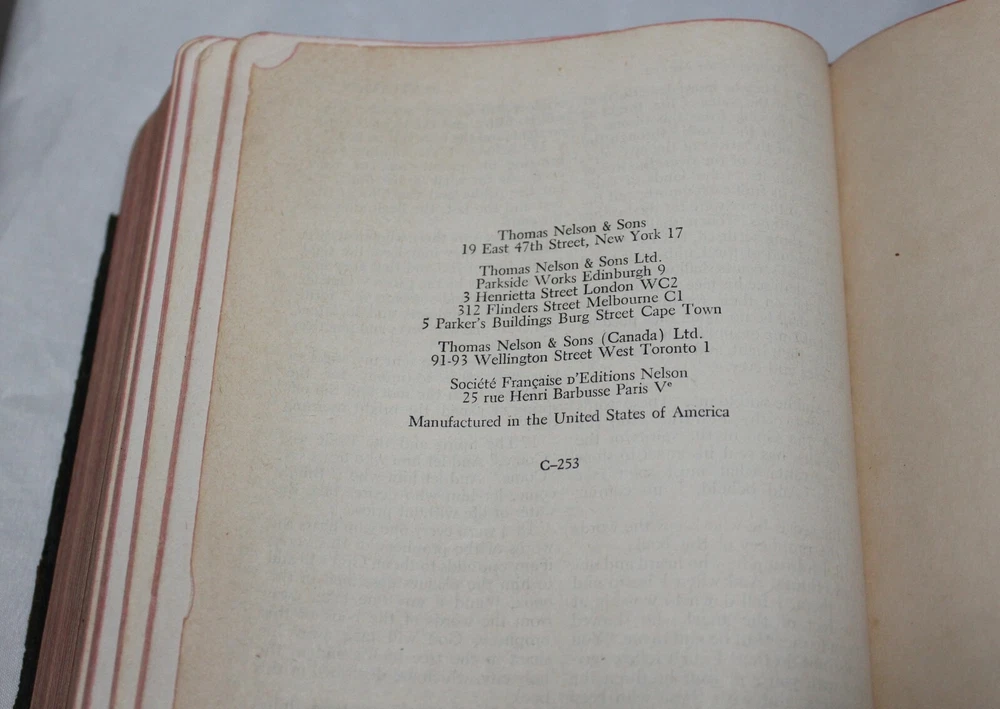 Thomas Nelson & Sons
19 East 47th Street, New York 17
Thomas Nelson & Sons Ltd.
Parkside Works Edinburgh 9
3 Henrietta Street London WC2
312 Flinders Street Melbourne C1
5 Parker's Buildings Burg Street Cape Town
Thomas Nelson & Sons (Canada) Ltd.
91-93 Wellington Street West Toronto 1
Société Française D'Editions Nelson
25 rue Henri Barbusse Paris Vᵉ
Manufactured in the United States of America
C–253